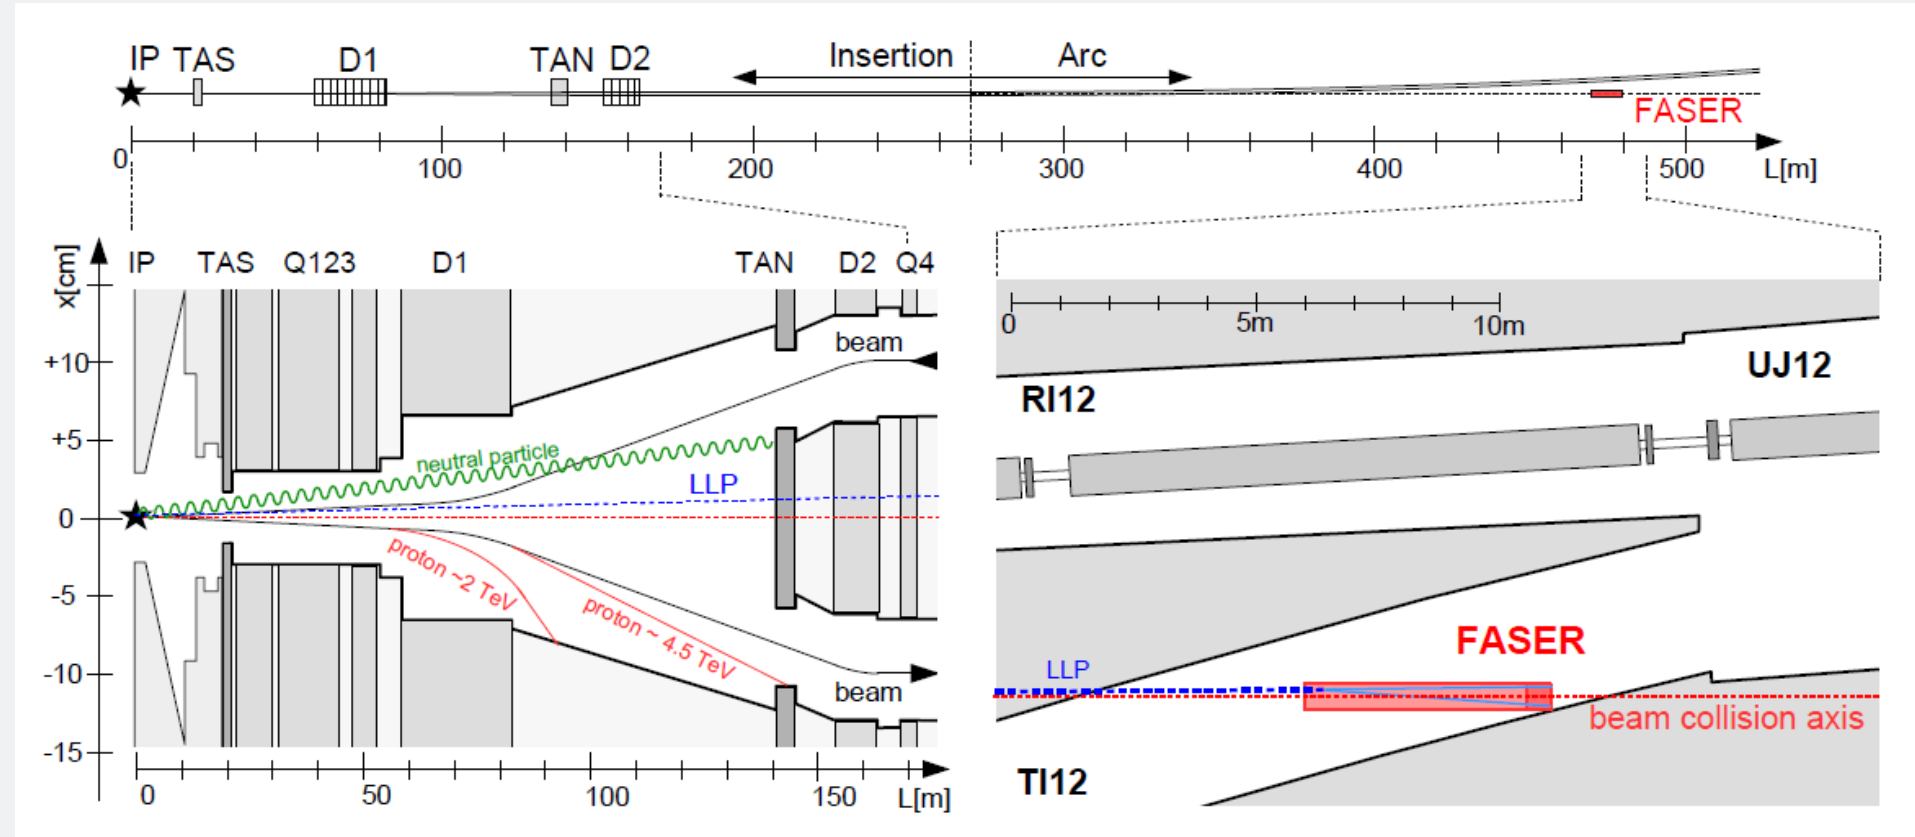 IP TAS D1 TAN D2 Insertion Arc
FASER
0 100 200 300 400 500 L[m]
x[cm]
IP TAS Q123 D1 TAN D2 Q4
+10
+5
0
-5
-10
-15
beam
neutral particle
LLP
proton ~2 TeV
proton ~ 4.5 TeV
beam
0 50 100 150 L[m]
0 5m 10m
RI12
UJ12
FASER
LLP
beam collision axis
TI12